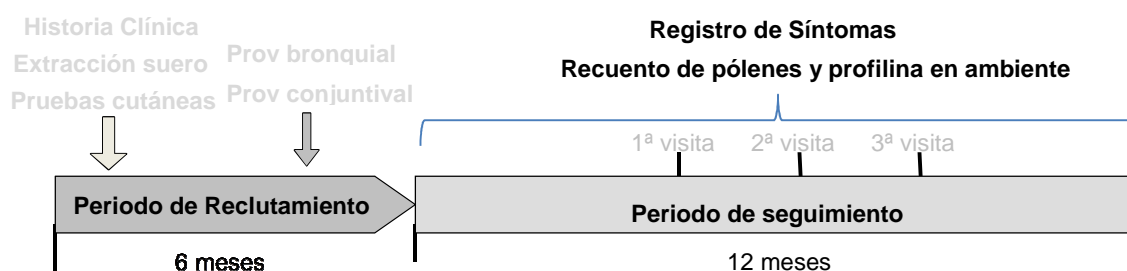 Historia Clínica
Extracción suero
Pruebas cutáneas
Prov bronquial
Prov conjuntival
Registro de Síntomas
Recuento de pólenes y profilina en ambiente
1ª visita 2ª visita 3ª visita
Periodo de Reclutamiento
Periodo de seguimiento
6 meses
12 meses